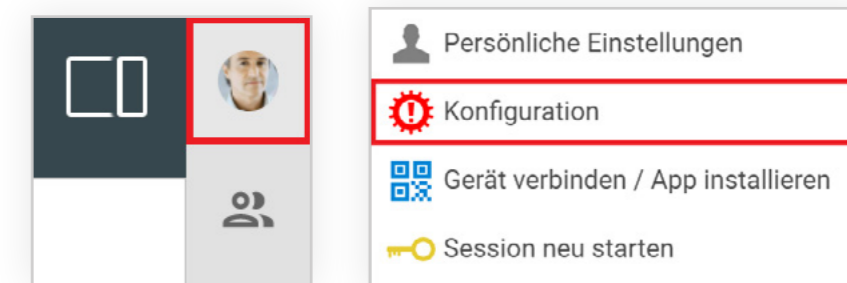 Persönliche Einstellungen
Konfiguration
Gerät verbinden / App installieren
Session neu starten